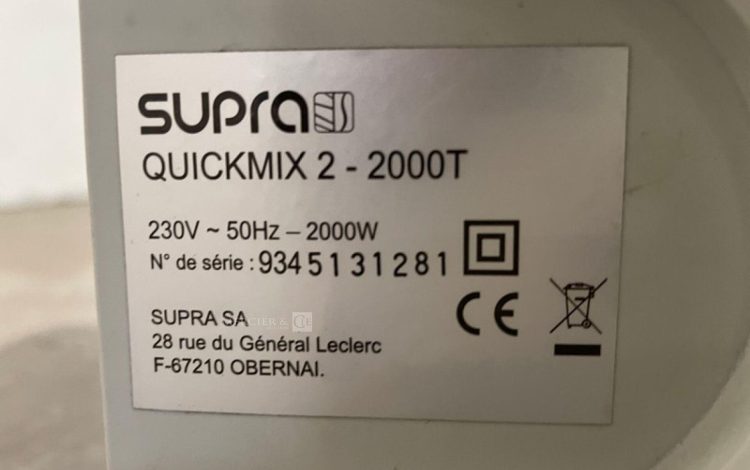 supra
QUICKMIX 2 - 2000T
230V ~ 50Hz – 2000W
N° de série : 9345131281
CE
SUPRA SA
28 rue du Général Leclerc
F-67210 OBERNAI.